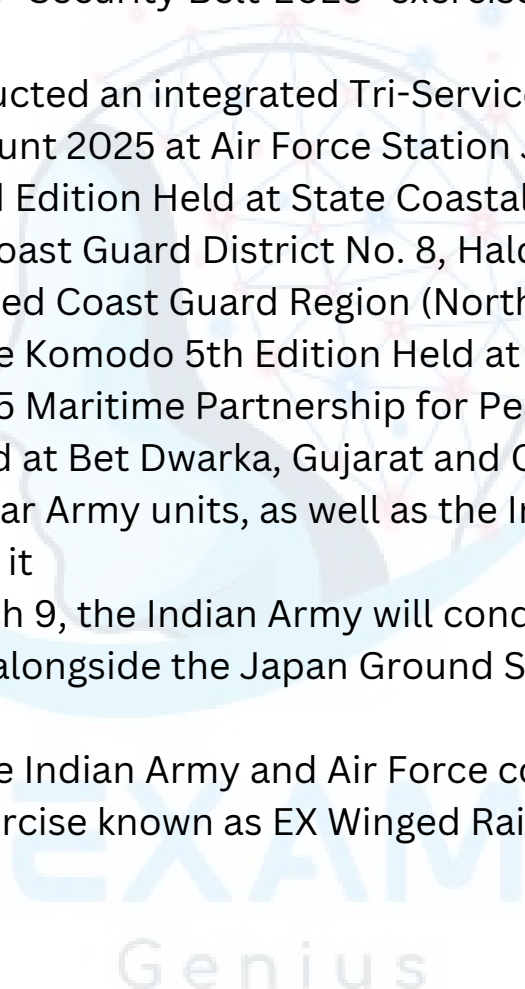 Security Belt 2025" exercise
ucted an integrated Tri-Service
unt 2025 at Air Force Station
d Edition Held at State Coastal
oast Guard District No. 8, Hald
ed Coast Guard Region (North
e Komodo 5th Edition Held at
5 Maritime Partnership for Pe
d at Bet Dwarka, Gujarat and
ar Army units, as well as the In
it
h 9, the Indian Army will cond
alongside the Japan Ground S
e Indian Army and Air Force co
rcise known as EX Winged Rai
EXAM
Genius